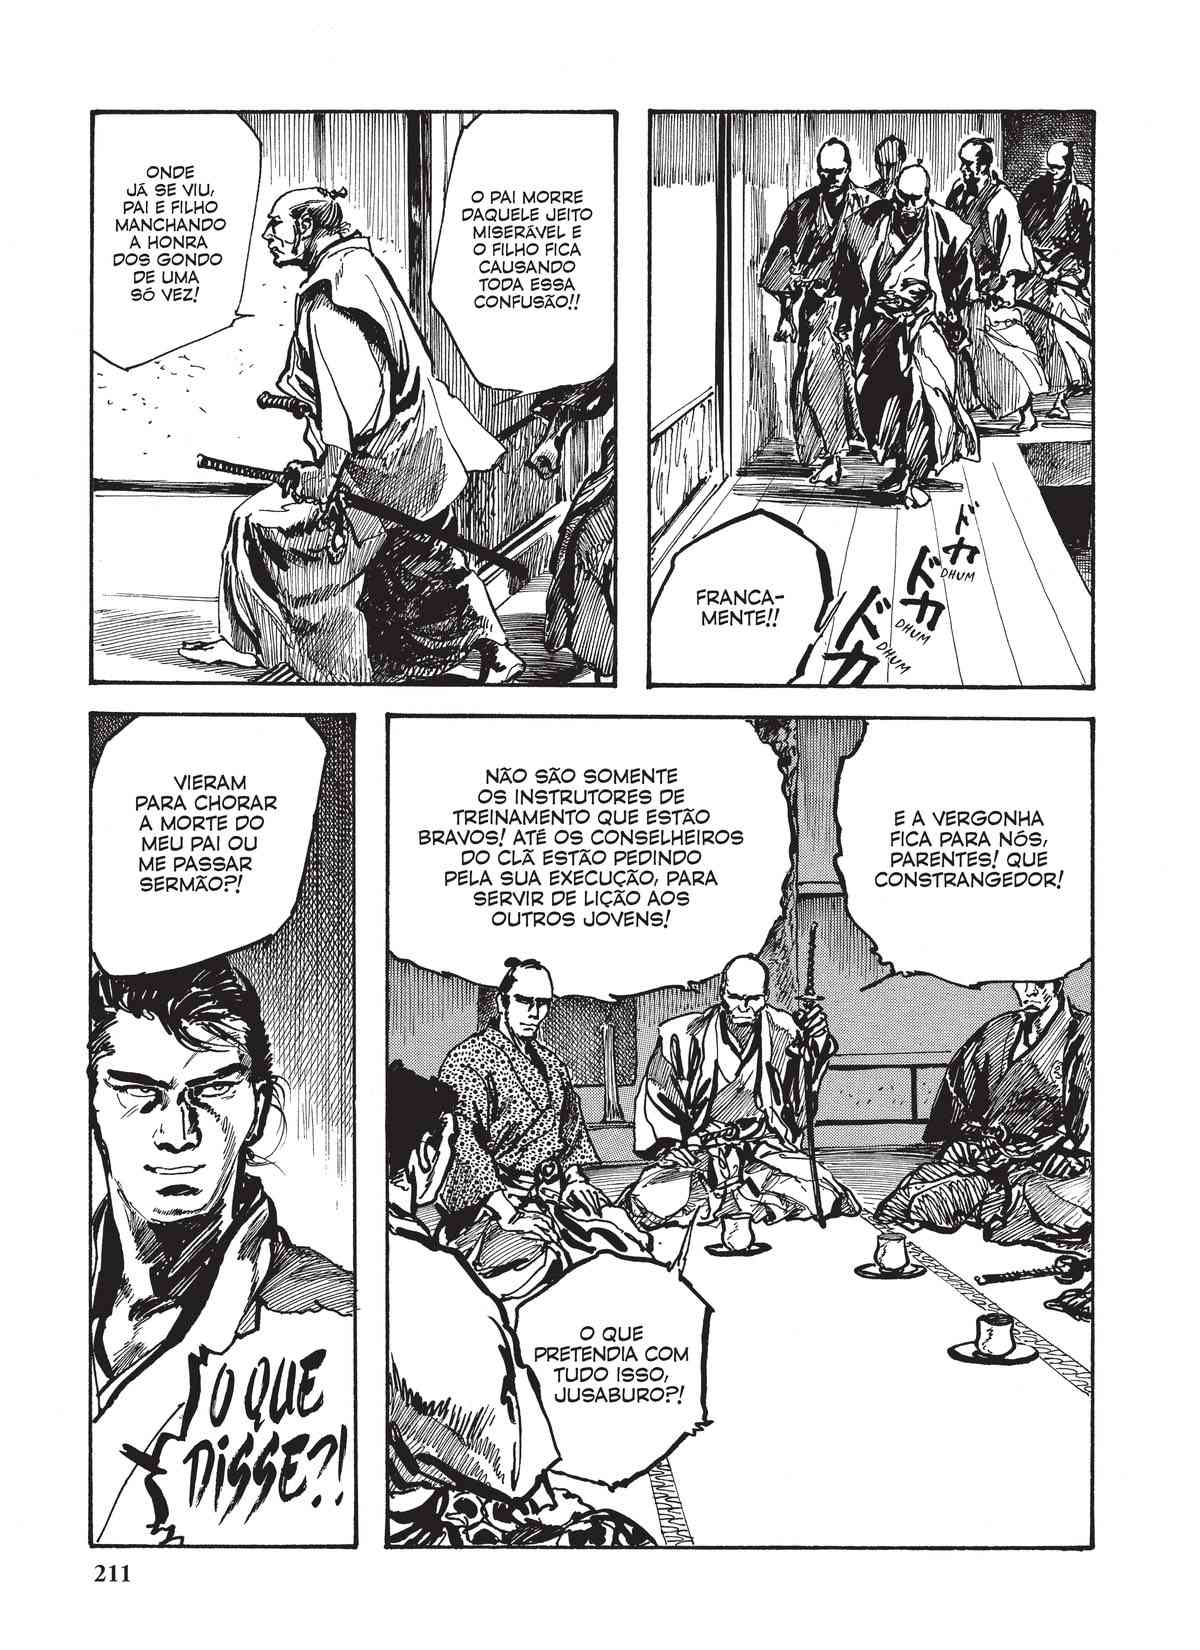 FRANCA-
MENTE!!
ドカ
DHUM
ドカ
DHUM
ドカ
DHUM
O PAI MORRE
DAQUELE JEITO
MISERÁVEL E
O FILHO FICA
CAUSANDO
TODA ESSA
CONFUSÃO!!
ONDE
JÁ SE VIU,
PAI E FILHO
MANCHANDO
A HONRA
DOS GONDO
DE UMA
SÓ VEZ!
E A VERGONHA
FICA PARA NÓS,
PARENTES! QUE
CONSTRANGEDOR!
NÃO SÃO SOMENTE
OS INSTRUTORES DE
TREINAMENTO QUE ESTÃO
BRAVOS! ATÉ OS CONSELHEIROS
DO CLÃ ESTÃO PEDINDO
PELA SUA EXECUÇÃO, PARA
SERVIR DE LIÇÃO AOS
OUTROS JOVENS!
O QUE
PRETENDIA COM
TUDO ISSO,
JUSABURO?!
VIERAM
PARA CHORAR
A MORTE DO
MEU PAI OU
ME PASSAR
SERMÃO?!
O QUE
DISSE?!
211